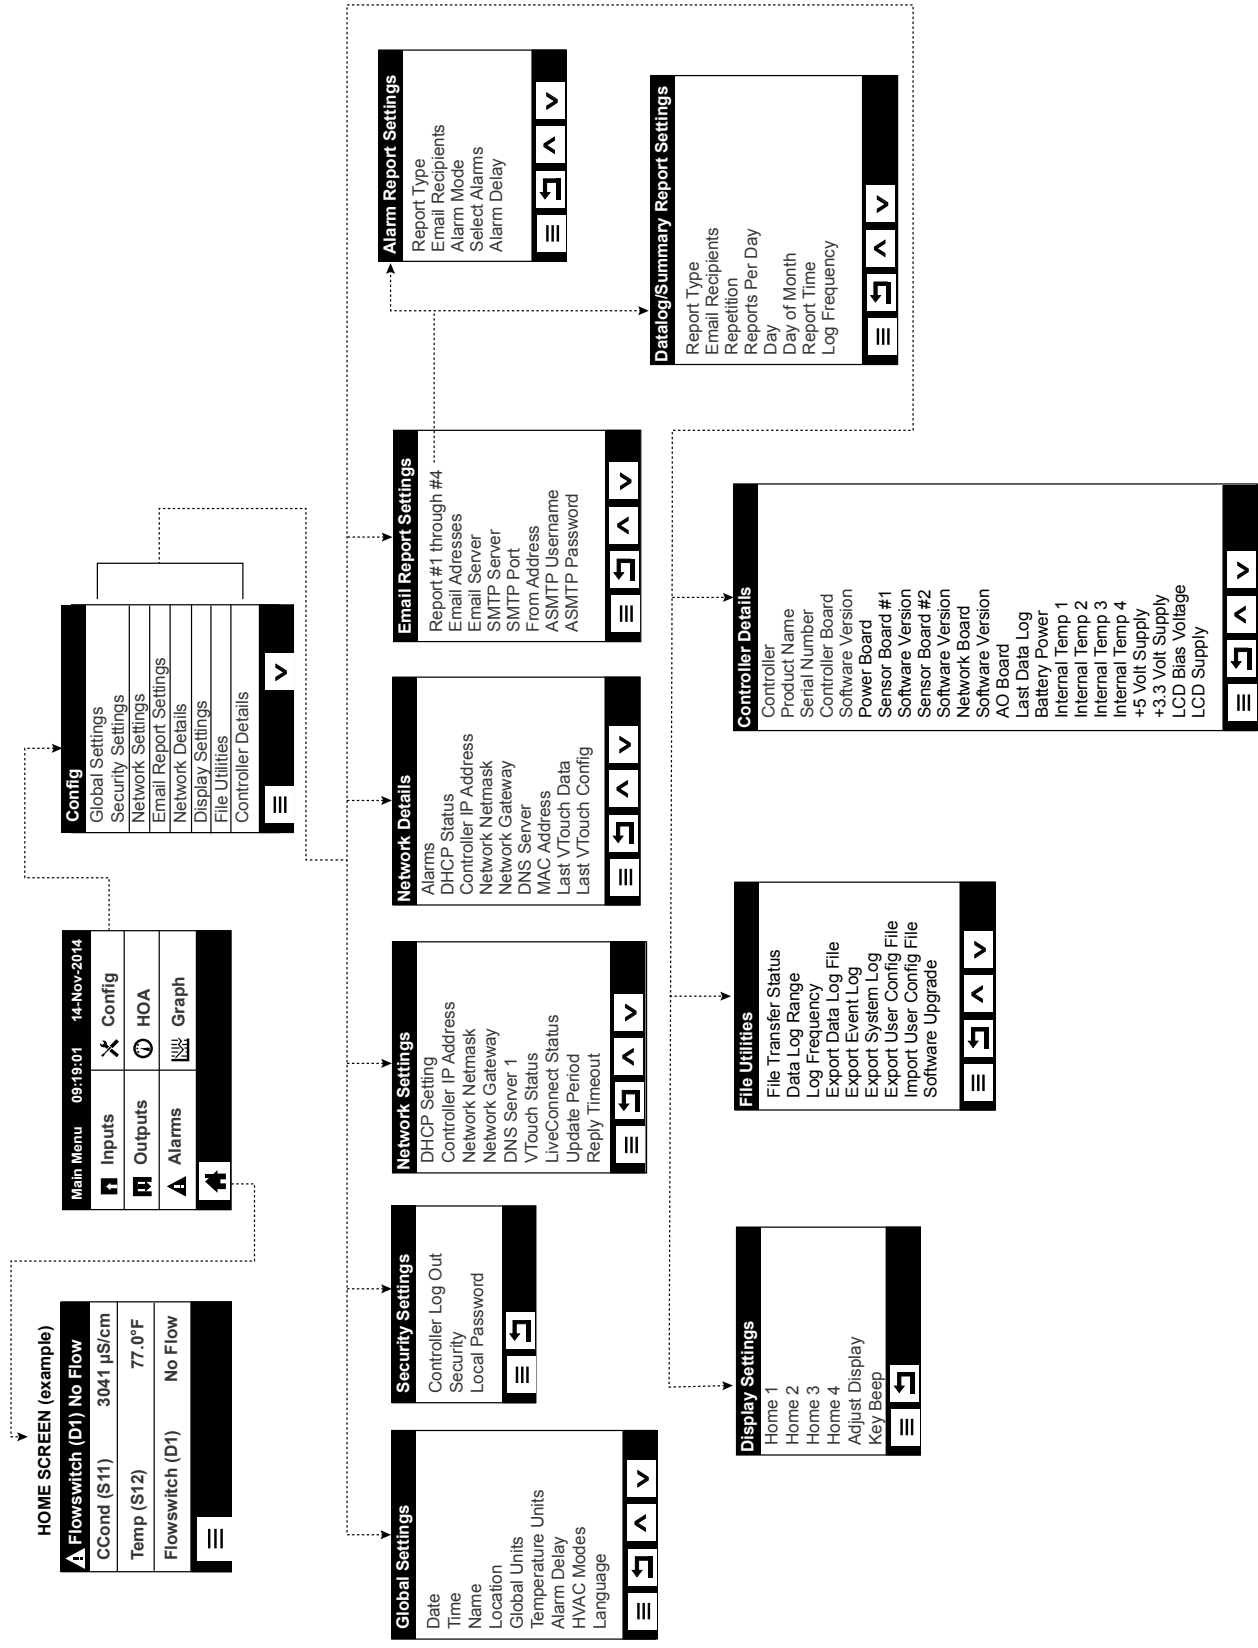 HOME SCREEN (example)
Flowswitch (D1) No Flow
CCond (S11) 3041 µS/cm
Temp (S12) 77.0°F
Flowswitch (D1) No Flow
Main Menu 09:19:01 14-Nov-2014
Inputs Config
Outputs HOA
Alarms Graph
Config
Global Settings
Security Settings
Network Settings
Email Report Settings
Network Details
Display Settings
File Utilities
Controller Details
Global Settings
Date
Time
Name
Location
Global Units
Temperature Units
Alarm Delay
HVAC Modes
Language
Security Settings
Controller Log Out
Security
Local Password
Network Settings
DHCP Setting
Controller IP Address
Network Netmask
Network Gateway
DNS Server 1
VTouch Status
LiveConnect Status
Update Period
Reply Timeout
Network Details
Alarms
DHCP Status
Controller IP Address
Network Netmask
Network Gateway
DNS Server
MAC Address
Last VTouch Data
Last VTouch Config
Email Report Settings
Report #1 through #4
Email Adresses
Email Server
SMTP Server
SMTP Port
From Address
ASMTP Username
ASMTP Password
Alarm Report Settings
Report Type
Email Recipients
Alarm Mode
Select Alarms
Alarm Delay
Datalog/Summary Report Settings
Report Type
Email Recipients
Repetition
Reports Per Day
Day
Day of Month
Report Time
Log Frequency
Display Settings
Home 1
Home 2
Home 3
Home 4
Adjust Display
Key Beep
File Utilities
File Transfer Status
Data Log Range
Log Frequency
Export Data Log File
Export Event Log
Export System Log
Export User Config File
Import User Config File
Software Upgrade
Controller Details
Controller
Product Name
Serial Number
Controller Board
Software Version
Power Board
Sensor Board #1
Software Version
Sensor Board #2
Software Version
Network Board
Software Version
AO Board
Last Data Log
Battery Power
Internal Temp 1
Internal Temp 2
Internal Temp 3
Internal Temp 4
+5 Volt Supply
+3.3 Volt Supply
LCD Bias Voltage
LCD Supply